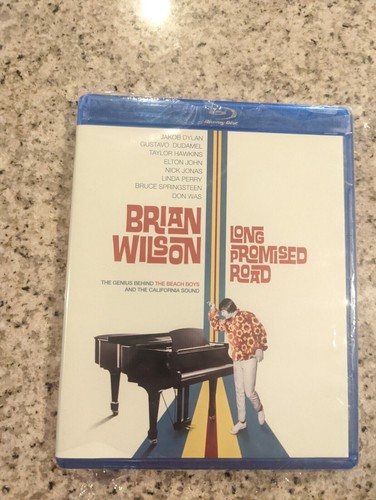 Blu-ray Disc
JAKOB DYLAN
GUSTAVO DUDAMEL
TAYLOR HAWKINS
ELTON JOHN
NICK JONAS
LINDA PERRY
BRUCE SPRINGSTEEN
DON WAS
BRIAN
WILSON
LONG
PROMISED
ROAD
THE GENIUS BEHIND THE BEACH BOYS
AND THE CALIFORNIA SOUND